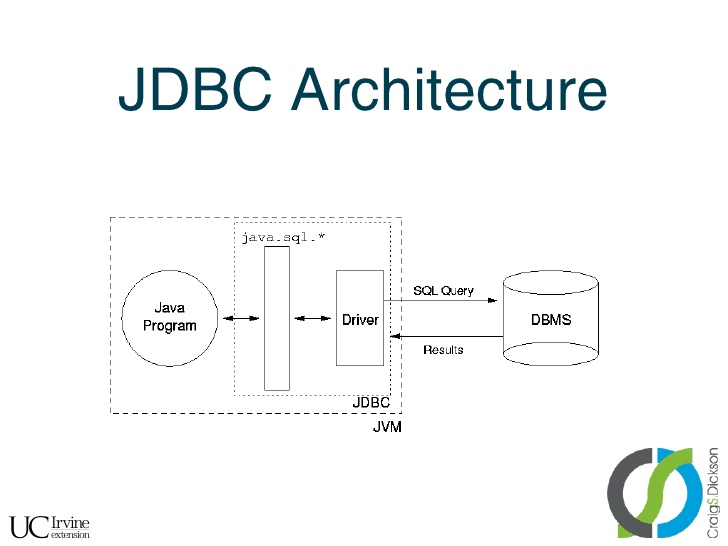 JDBC Architecture
java.sql.*
Java
Program
Driver
SQL Query
DBMS
Results
JDBC
JVM
UC Irvine
extension
CraigS.Dickson